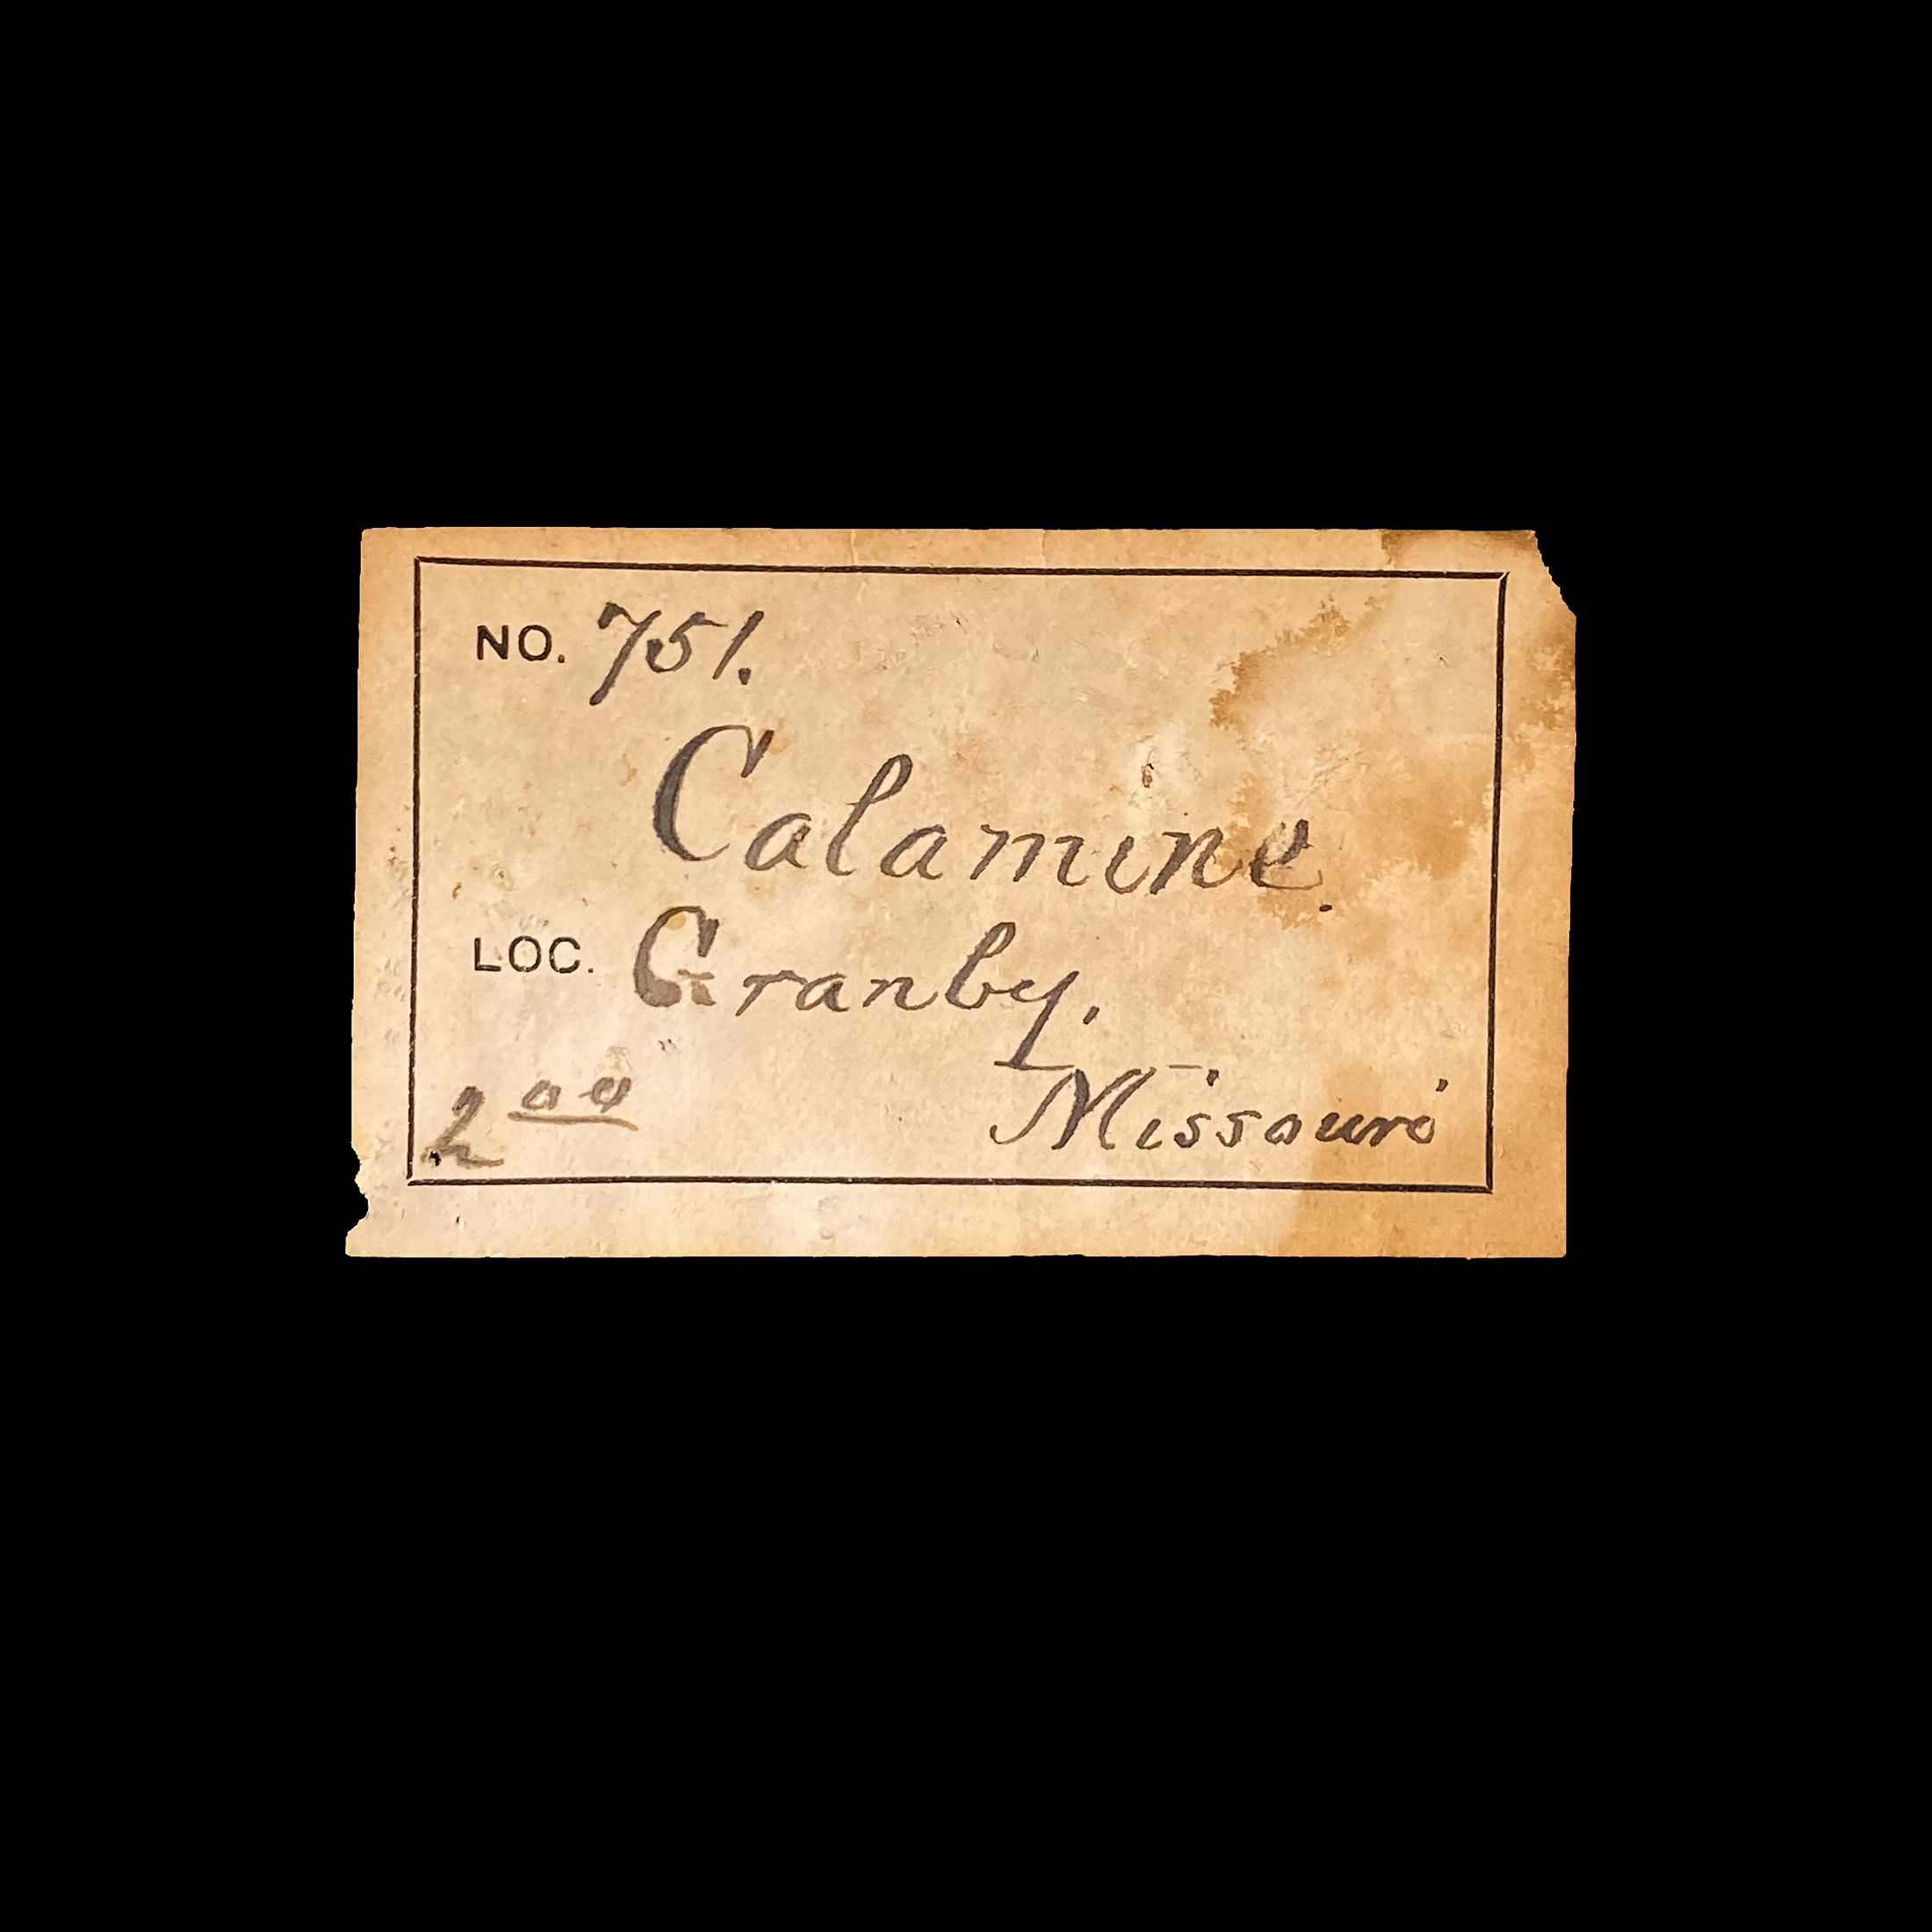 NO. 751.
Calamine.
LOC. Granby.
Missouri
2 00